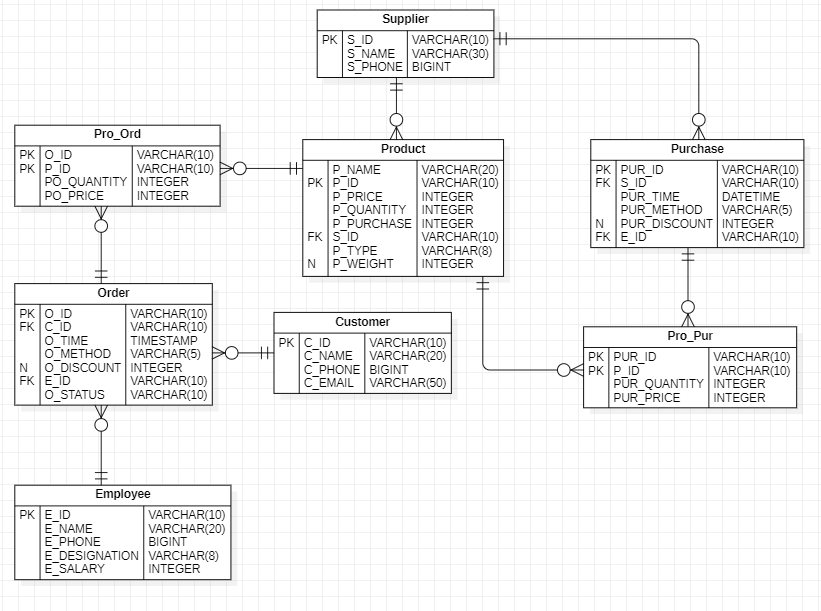 Supplier
PK S_ID VARCHAR(10)
S_NAME VARCHAR(30)
S_PHONE BIGINT
Pro_Ord
PK O_ID VARCHAR(10)
PK P_ID VARCHAR(10)
PO_QUANTITY INTEGER
PO_PRICE INTEGER
Product
P_NAME VARCHAR(20)
PK P_ID VARCHAR(10)
P_PRICE INTEGER
P_QUANTITY INTEGER
P_PURCHASE INTEGER
FK S_ID VARCHAR(10)
P_TYPE VARCHAR(8)
N P_WEIGHT INTEGER
Purchase
PK PUR_ID VARCHAR(10)
FK S_ID VARCHAR(10)
PUR_TIME DATETIME
PUR_METHOD VARCHAR(5)
N PUR_DISCOUNT INTEGER
FK E_ID VARCHAR(10)
Order
PK O_ID VARCHAR(10)
FK C_ID VARCHAR(10)
O_TIME TIMESTAMP
O_METHOD VARCHAR(5)
N O_DISCOUNT INTEGER
FK E_ID VARCHAR(10)
O_STATUS VARCHAR(10)
Customer
PK C_ID VARCHAR(10)
C_NAME VARCHAR(20)
C_PHONE BIGINT
C_EMAIL VARCHAR(50)
Pro_Pur
PK PUR_ID VARCHAR(10)
PK P_ID VARCHAR(10)
PUR_QUANTITY INTEGER
PUR_PRICE INTEGER
Employee
PK E_ID VARCHAR(10)
E_NAME VARCHAR(20)
E_PHONE BIGINT
E_DESIGNATION VARCHAR(8)
E_SALARY INTEGER